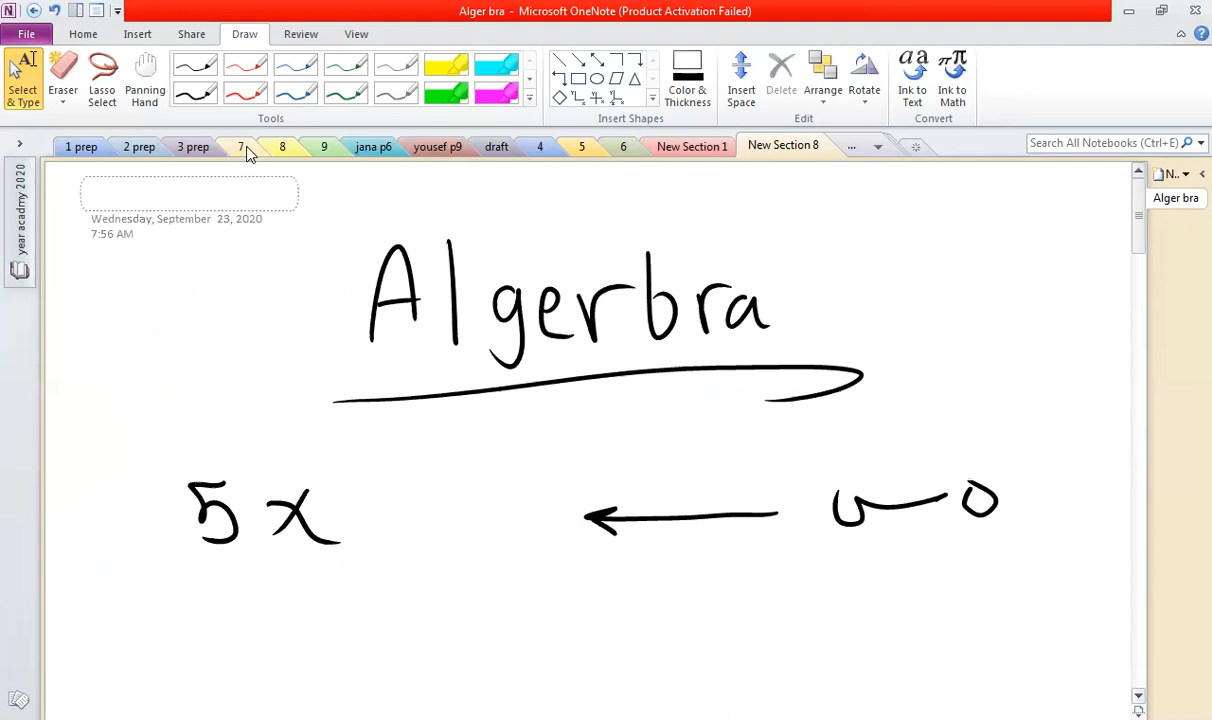 Alger bra - Microsoft OneNote (Product Activation Failed)
File Home Insert Share Draw Review View
Select & Type
Eraser
Lasso Select
Panning Hand
Color & Thickness
Insert Space
Delete
Arrange
Rotate
Ink to Text
Ink to Math
Tools Insert Shapes Edit Convert
1 prep 2 prep 3 prep 7 8 9 jana p6 yousef p9 draft 4 5 6 New Section 1 New Section 8 ... Search All Notebooks (Ctrl+E)
year acadmy 2020
N..
Alger bra
Wednesday, September 23, 2020
7:56 AM
Algerbra
5 x ← س ٥